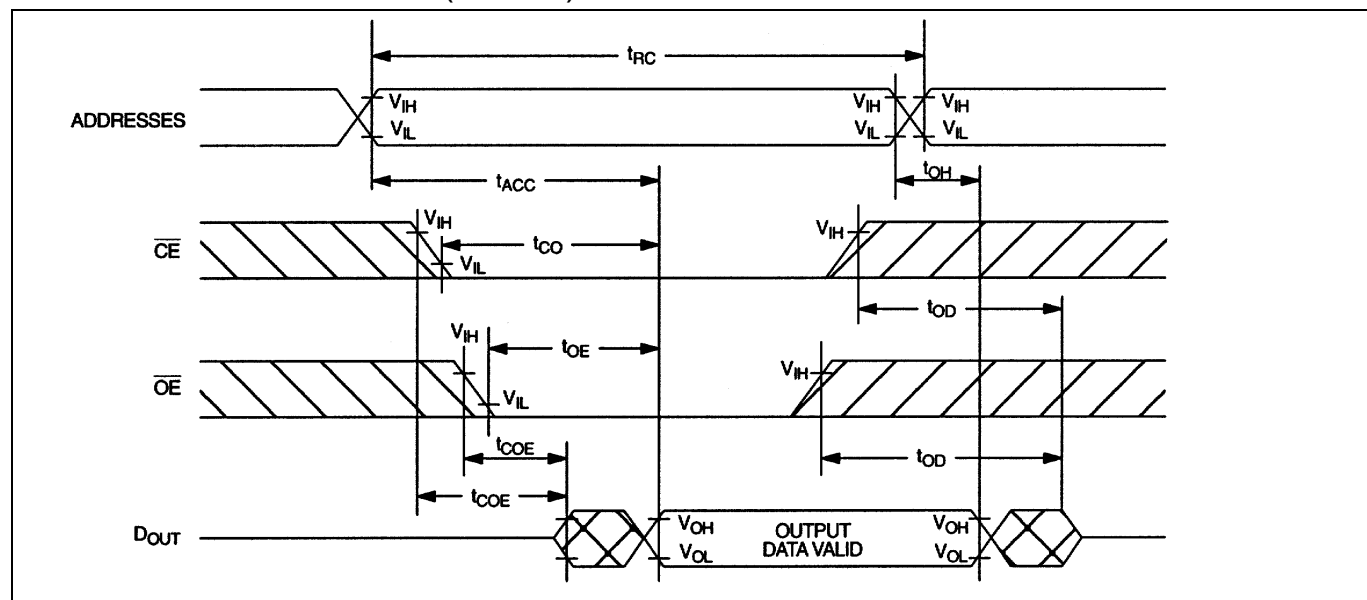 tRC
VIH VIH VIH
ADDRESSES
VIL VIL VIL
tOH
tACC
VIH VIH
tCO
CE
VIL
tOD
VIH
tOE
VIH
OE
VIL
tCOE
tOD
tCOE
VOH OUTPUT VOH
DOUT
VOL DATA VALID VOL